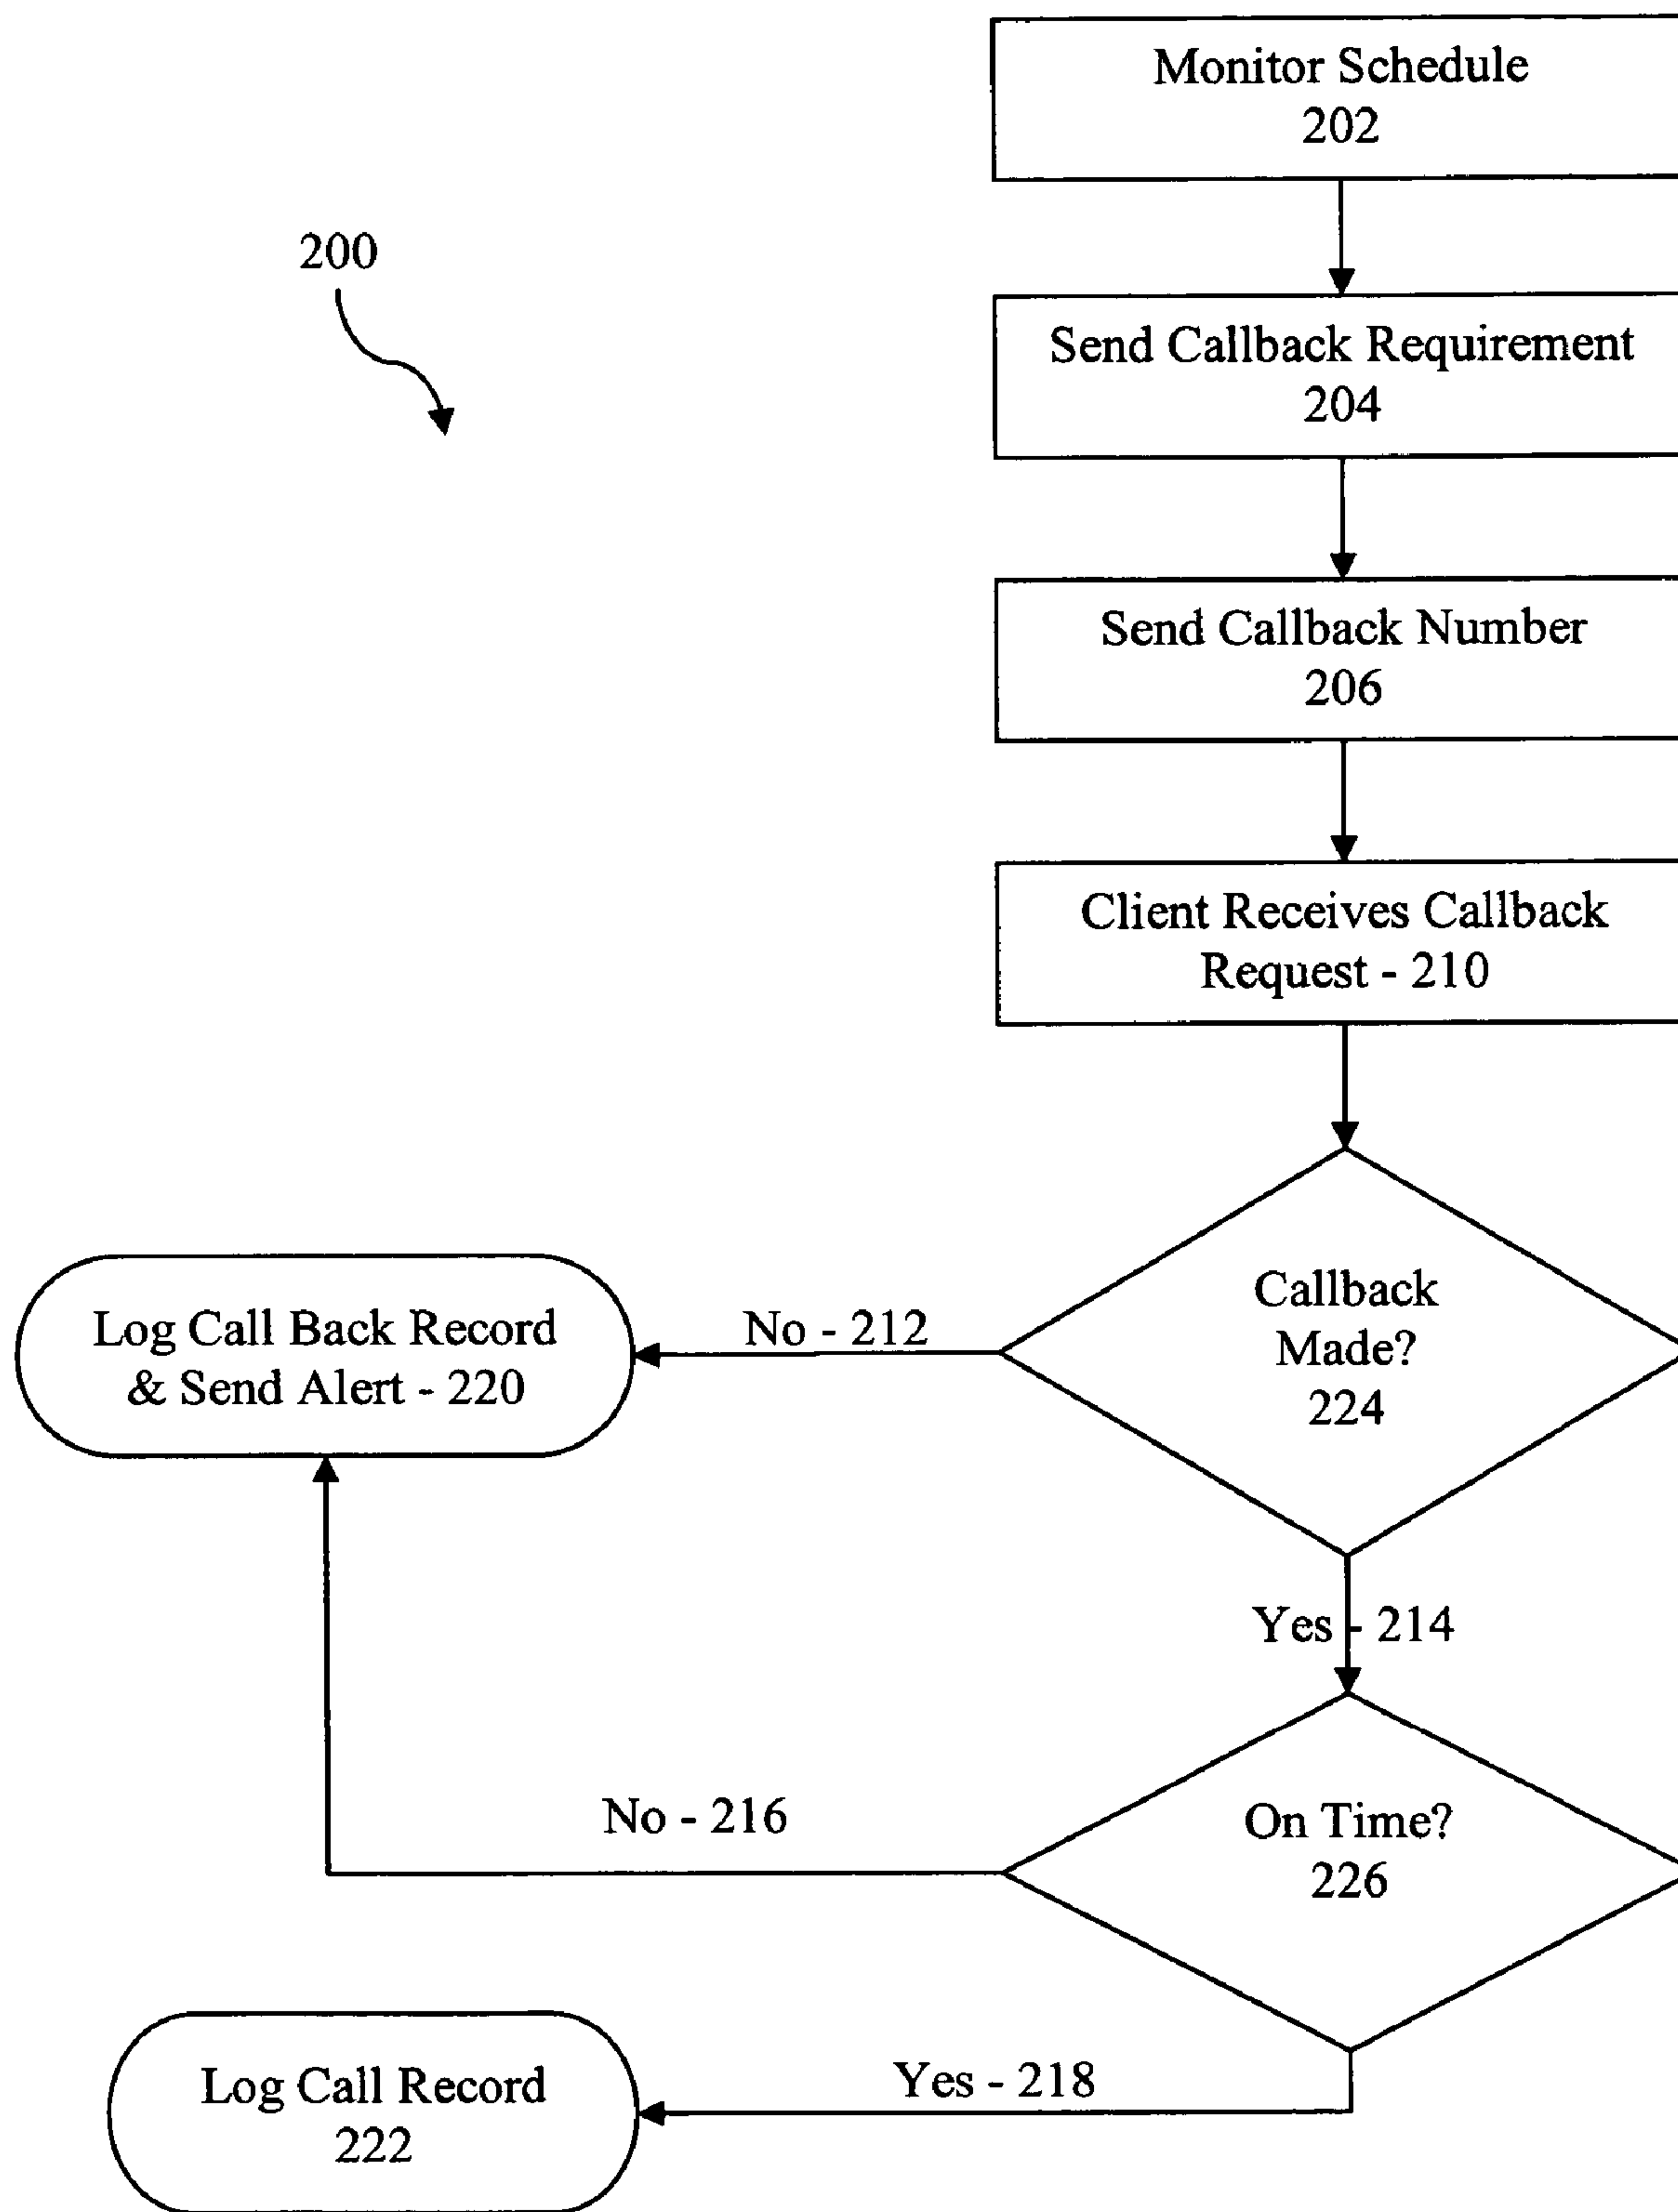 Monitor Schedule
202
200
Send Callback Requirement
204
Send Callback Number
206
Client Receives Callback
Request - 210
Callback
Made?
224
No - 212
Log Call Back Record
& Send Alert - 220
Yes - 214
On Time?
226
No - 216
Yes - 218
Log Call Record
222